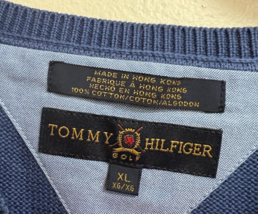 MADE IN HONG KONG
FABRIQUE À HONG KONG
HECHO EN HONG KONG
100% COTTON/COTON/ALGODON
TOMMY HILFIGER
GOLF
XL
XG/XG